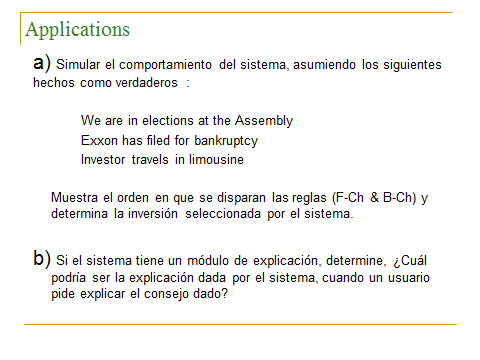 Applications
a) Simular el comportamiento del sistema, asumiendo los siguientes
hechos como verdaderos :
We are in elections at the Assembly
Exxon has filed for bankruptcy
Investor travels in limousine
Muestra el orden en que se disparan las reglas (F-Ch & B-Ch) y
determina la inversión seleccionada por el sistema.
b) Si el sistema tiene un módulo de explicación, determine, ¿Cuál
podría ser la explicación dada por el sistema, cuando un usuario
pide explicar el consejo dado?